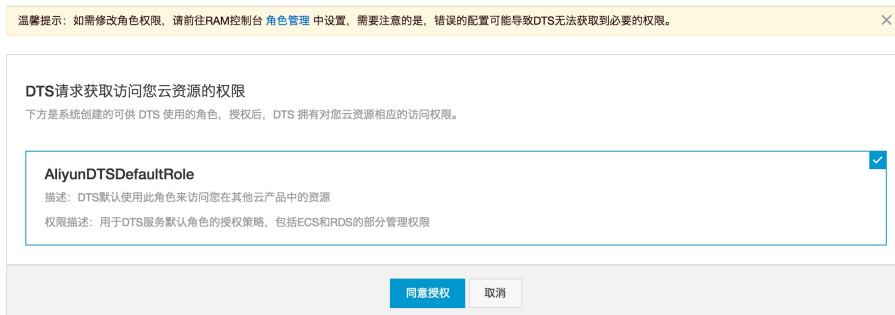 温馨提示：如需修改角色权限，请前往RAM控制台 角色管理 中设置，需要注意的是，错误的配置可能导致DTS无法获取到必要的权限。
DTS请求获取访问您云资源的权限
下方是系统创建的可供 DTS 使用的角色，授权后，DTS 拥有对您云资源相应的访问权限。
AliyunDTSDefaultRole
描述：DTS默认使用此角色来访问您在其他云产品中的资源
权限描述：用于DTS服务默认角色的授权策略，包括ECS和RDS的部分管理权限
同意授权 取消